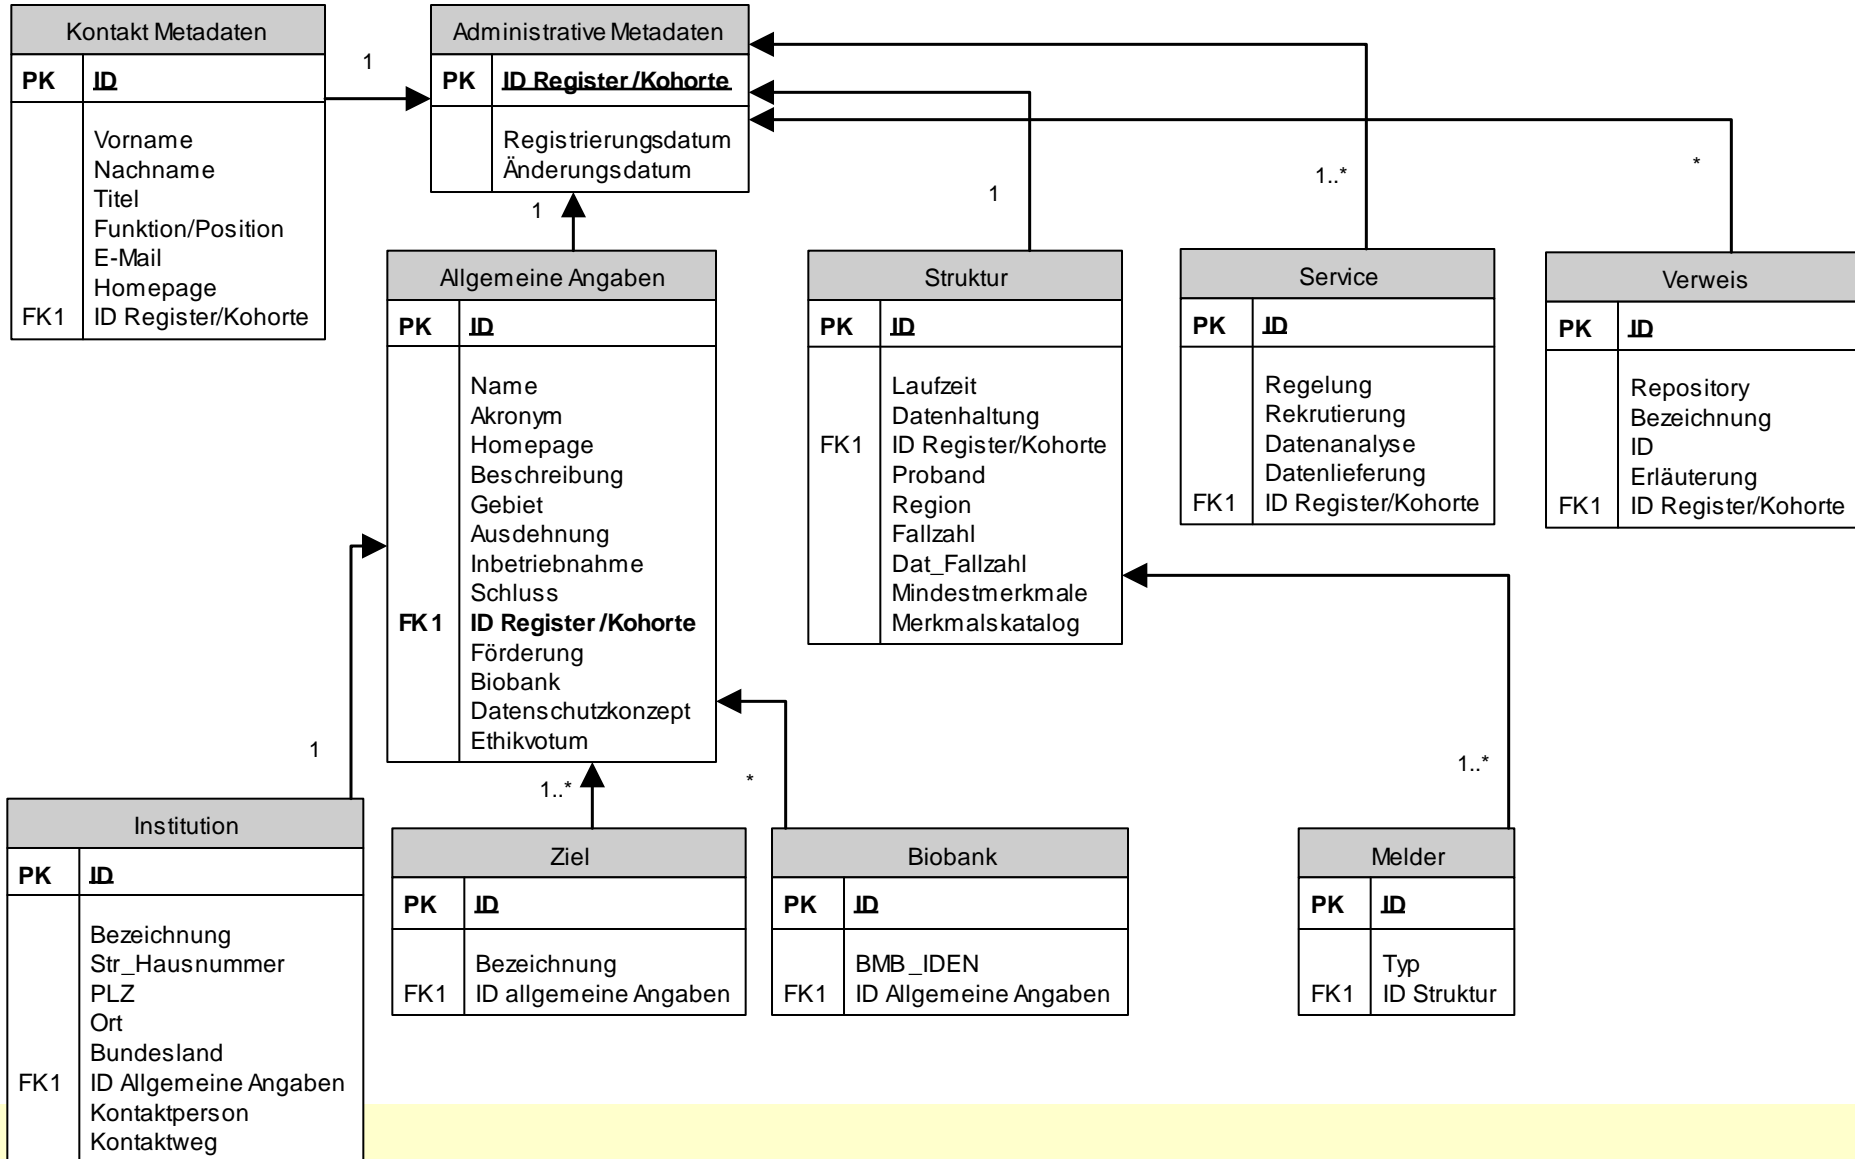 Kontakt Metadaten
PK ID
Vorname
Nachname
Titel
Funktion/Position
E-Mail
Homepage
FK1 ID Register/Kohorte
1
Administrative Metadaten
PK ID Register/Kohorte
Registrierungsdatum
Änderungsdatum
1
1
1..*
*
Allgemeine Angaben
PK ID
Name
Akronym
Homepage
Beschreibung
Gebiet
Ausdehnung
Inbetriebnahme
Schluss
FK1 ID Register/Kohorte
Förderung
Biobank
Datenschutzkonzept
Ethikvotum
Struktur
PK ID
Laufzeit
Datenhaltung
FK1 ID Register/Kohorte
Proband
Region
Fallzahl
Dat_Fallzahl
Mindestmerkmale
Merkmalskatalog
Service
PK ID
Regelung
Rekrutierung
Datenanalyse
Datenlieferung
FK1 ID Register/Kohorte
Verweis
PK ID
Repository
Bezeichnung
ID
Erläuterung
FK1 ID Register/Kohorte
1
1..*
*
1..*
Institution
PK ID
Bezeichnung
Str_Hausnummer
PLZ
Ort
Bundesland
FK1 ID Allgemeine Angaben
Kontaktperson
Kontaktweg
Ziel
PK ID
Bezeichnung
FK1 ID allgemeine Angaben
Biobank
PK ID
BMB_IDEN
FK1 ID Allgemeine Angaben
Melder
PK ID
Typ
FK1 ID Struktur